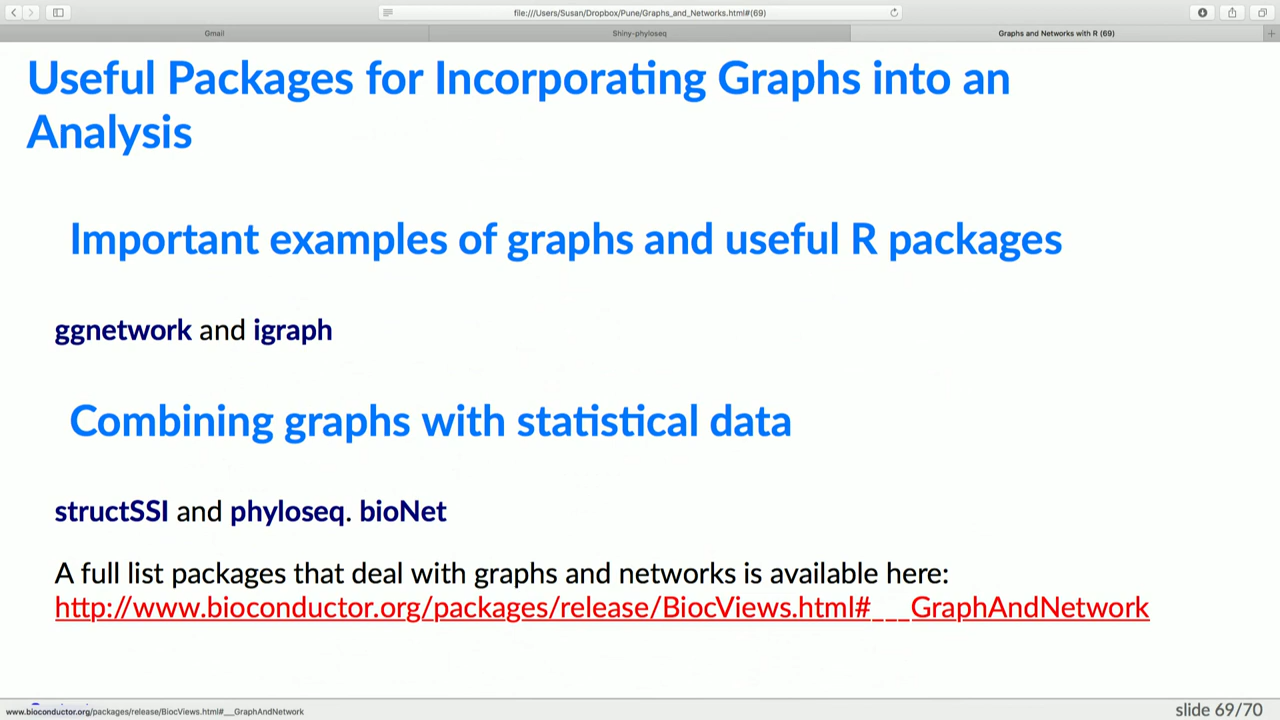 file:///Users/Susan/Dropbox/Pune/Graphs_and_Networks.html#(69)
Gmail
Shiny-phyloseq
Graphs and Networks with R (69)
Useful Packages for Incorporating Graphs into an
Analysis
Important examples of graphs and useful R packages
ggnetwork and igraph
Combining graphs with statistical data
structSSI and phyloseq. bioNet
A full list packages that deal with graphs and networks is available here:
http://www.bioconductor.org/packages/release/BiocViews.html#___GraphAndNetwork
www.bioconductor.org/packages/release/BiocViews.html#___GraphAndNetwork
slide 69/70